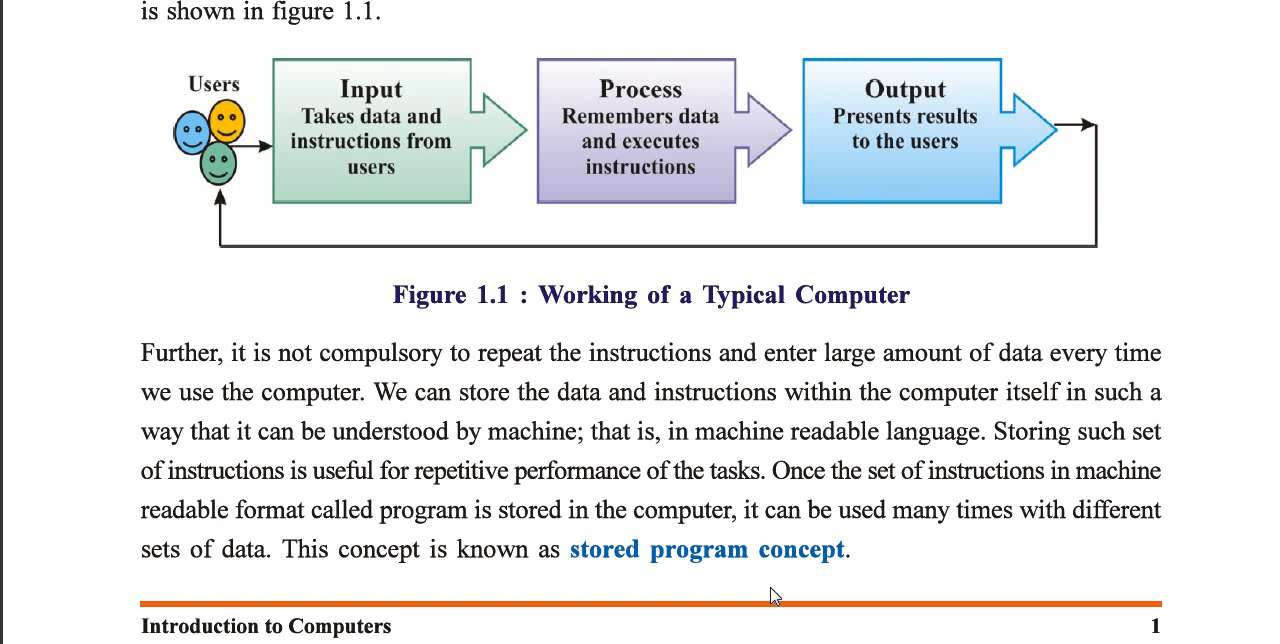 is shown in figure 1.1.
Users
Input
Takes data and
instructions from
users
Process
Remembers data
and executes
instructions
Output
Presents results
to the users
Figure 1.1 : Working of a Typical Computer
Further, it is not compulsory to repeat the instructions and enter large amount of data every time
we use the computer. We can store the data and instructions within the computer itself in such a
way that it can be understood by machine; that is, in machine readable language. Storing such set
of instructions is useful for repetitive performance of the tasks. Once the set of instructions in machine
readable format called program is stored in the computer, it can be used many times with different
sets of data. This concept is known as stored program concept.
Introduction to Computers 1